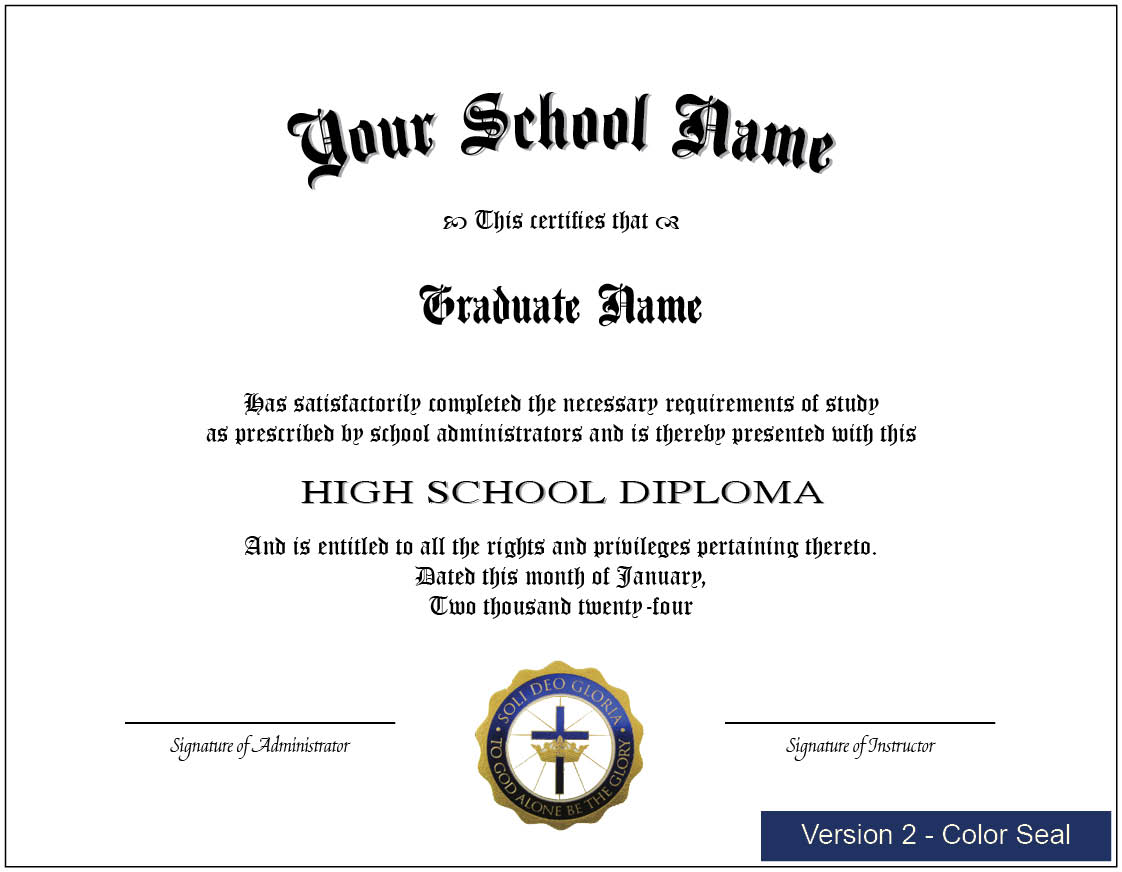 Your School Name
This certifies that
Graduate Name
Has satisfactorily completed the necessary requirements of study
as prescribed by school administrators and is thereby presented with this
HIGH SCHOOL DIPLOMA
And is entitled to all the rights and privileges pertaining thereto.
Dated this month of January,
Two thousand twenty-four
SOLI DEO GLORIA
TO GOD ALONE BE THE GLORY
Signature of Administrator
Signature of Instructor
Version 2 - Color Seal